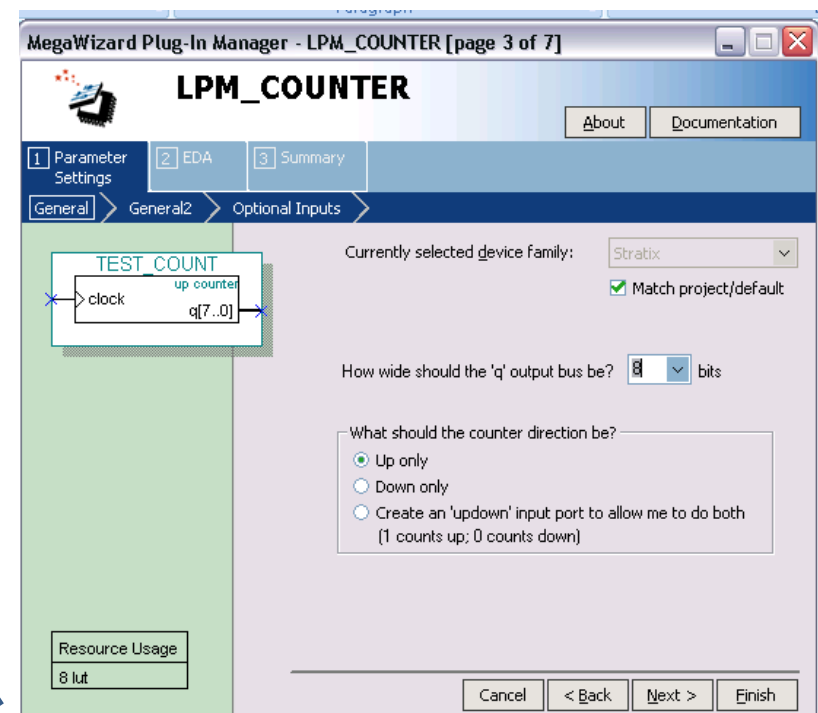 Paragraph
MegaWizard Plug-In Manager - LPM_COUNTER [page 3 of 7]
LPM_COUNTER
About Documentation
1 Parameter Settings 2 EDA 3 Summary
General General2 Optional Inputs
TEST_COUNT
up counter
clock
q[7..0]
Currently selected device family: Stratix
Match project/default
How wide should the 'q' output bus be? 8 bits
What should the counter direction be?
Up only
Down only
Create an 'updown' input port to allow me to do both
(1 counts up; 0 counts down)
Resource Usage
8 lut
Cancel < Back Next > Finish